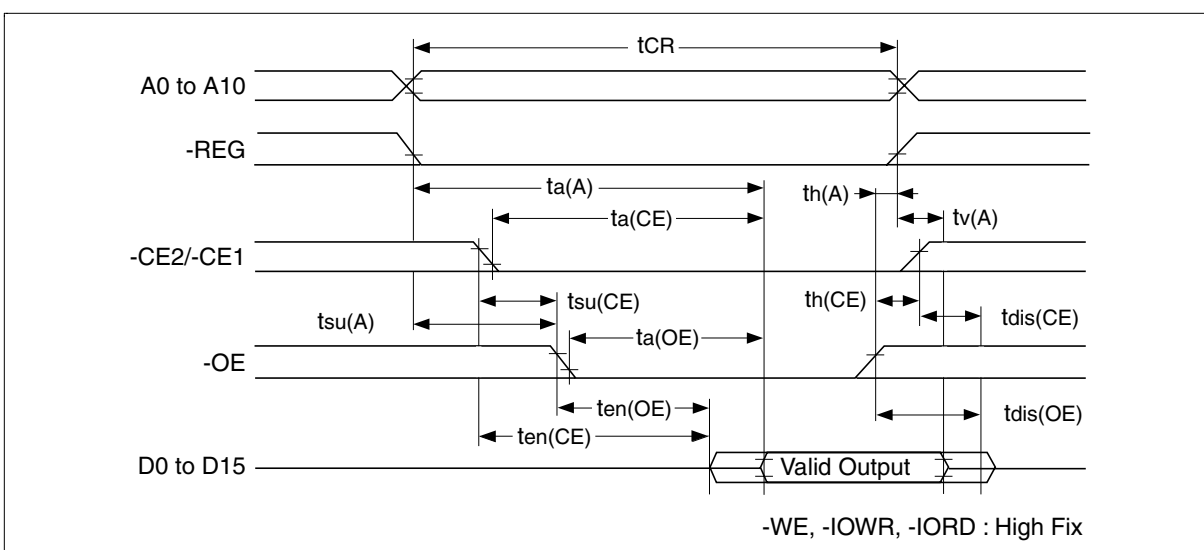 tCR
A0 to A10
-REG
ta(A)
th(A)
ta(CE)
tv(A)
-CE2/-CE1
tsu(CE)
th(CE)
tsu(A)
tdis(CE)
ta(OE)
-OE
ten(OE)
tdis(OE)
ten(CE)
D0 to D15
Valid Output
-WE, -IOWR, -IORD : High Fix